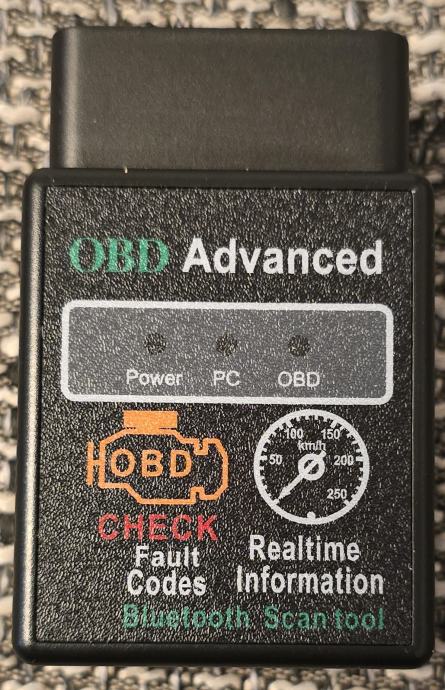 OBD Advanced
Power PC OBD
OBD
100 150
km/h
50 200
250
CHECK
Fault
Codes
Realtime
Information
Bluetooth Scan tool